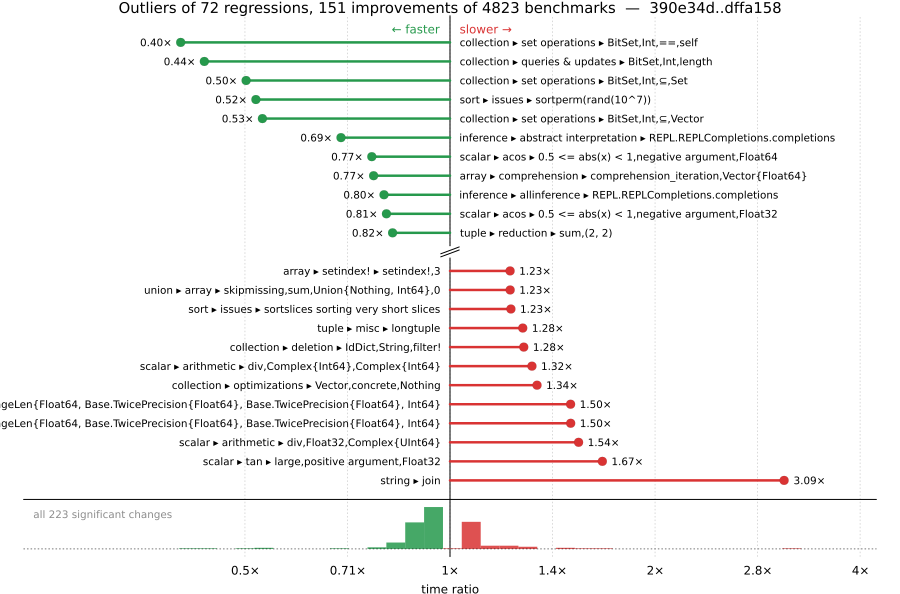 Outliers of 72 regressions, 151 improvements of 4823 benchmarks — 390e34d..dffa158
← faster slower →
0.40× collection ▸ set operations ▸ BitSet,Int,==,self
0.44× collection ▸ queries & updates ▸ BitSet,Int,length
0.50× collection ▸ set operations ▸ BitSet,Int,⊆,Set
0.52× sort ▸ issues ▸ sortperm(rand(10^7))
0.53× collection ▸ set operations ▸ BitSet,Int,⊆,Vector
0.69× inference ▸ abstract interpretation ▸ REPL.REPLCompletions.completions
0.77× scalar ▸ acos ▸ 0.5 <= abs(x) < 1,negative argument,Float64
0.77× array ▸ comprehension ▸ comprehension_iteration,Vector{Float64}
0.80× inference ▸ allinference ▸ REPL.REPLCompletions.completions
0.81× scalar ▸ acos ▸ 0.5 <= abs(x) < 1,negative argument,Float32
0.82× tuple ▸ reduction ▸ sum,(2, 2)
array ▸ setindex! ▸ setindex!,3 1.23×
union ▸ array ▸ skipmissing,sum,Union{Nothing, Int64},0 1.23×
sort ▸ issues ▸ sortslices sorting very short slices 1.23×
tuple ▸ misc ▸ longtuple 1.28×
collection ▸ deletion ▸ IdDict,String,filter! 1.28×
scalar ▸ arithmetic ▸ div,Complex{Int64},Complex{Int64} 1.32×
collection ▸ optimizations ▸ Vector,concrete,Nothing 1.34×
geLen{Float64, Base.TwicePrecision{Float64}, Base.TwicePrecision{Float64}, Int64} 1.50×
geLen{Float64, Base.TwicePrecision{Float64}, Base.TwicePrecision{Float64}, Int64} 1.50×
scalar ▸ arithmetic ▸ div,Float32,Complex{UInt64} 1.54×
scalar ▸ tan ▸ large,positive argument,Float32 1.67×
string ▸ join 3.09×
all 223 significant changes
0.5× 0.71× 1× 1.4× 2× 2.8× 4×
time ratio